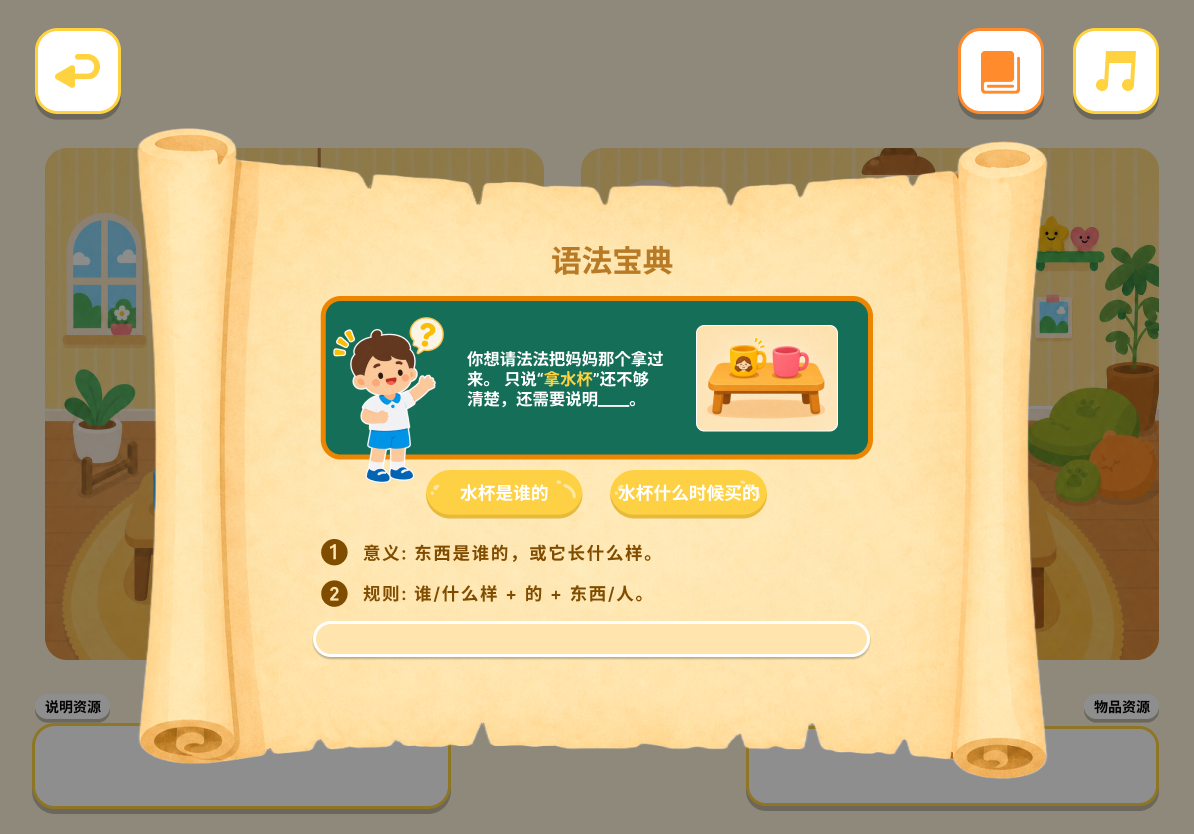 语法宝典
?
你想请法法把妈妈那个拿过
来。 只说“拿水杯”还不够
清楚，还需要说明____。
水杯是谁的
水杯什么时候买的
1 意义: 东西是谁的，或它长什么样。
2 规则: 谁/什么样 + 的 + 东西/人。
说明资源
物品资源